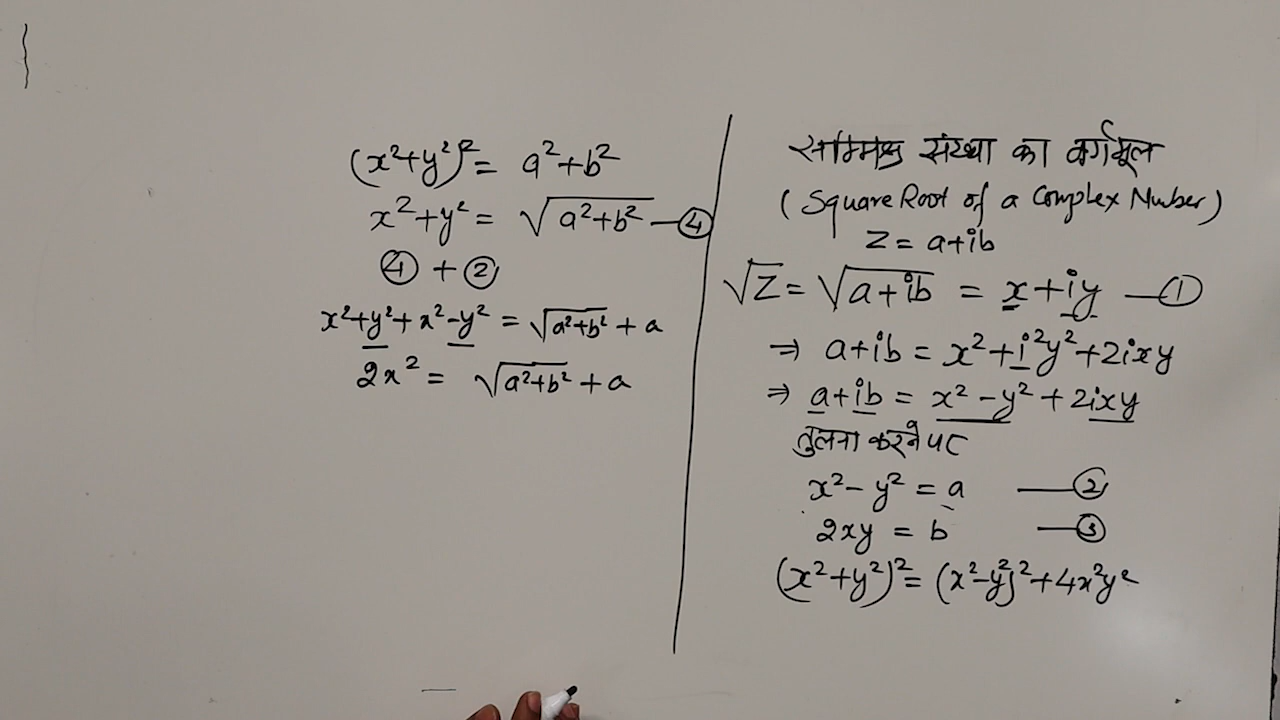 सम्मिश्र संख्या का वर्गमूल
(Square Root of a Complex Number)
Z = a+ib
√Z = √(a+ib) = x+iy —①
⇒ a+ib = x²+i²y²+2ixy
⇒ a+ib = x²-y²+2ixy
तुलना करने पर
x²-y² = a —②
2xy = b —③
(x²+y²)² = (x²-y²)²+4x²y²
(x²+y²)² = a²+b²
x²+y² = √(a²+b²) —④
④ + ②
x²+y²+x²-y² = √(a²+b²) + a
2x² = √(a²+b²) + a